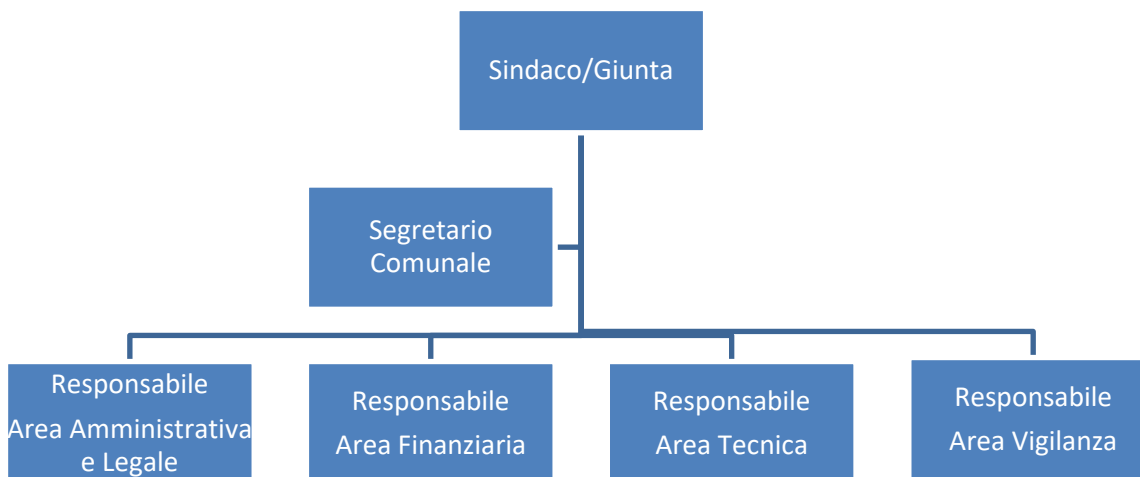 Sindaco/Giunta
Segretario
Comunale
Responsabile
Area Amministrativa
e Legale
Responsabile
Area Finanziaria
Responsabile
Area Tecnica
Responsabile
Area Vigilanza